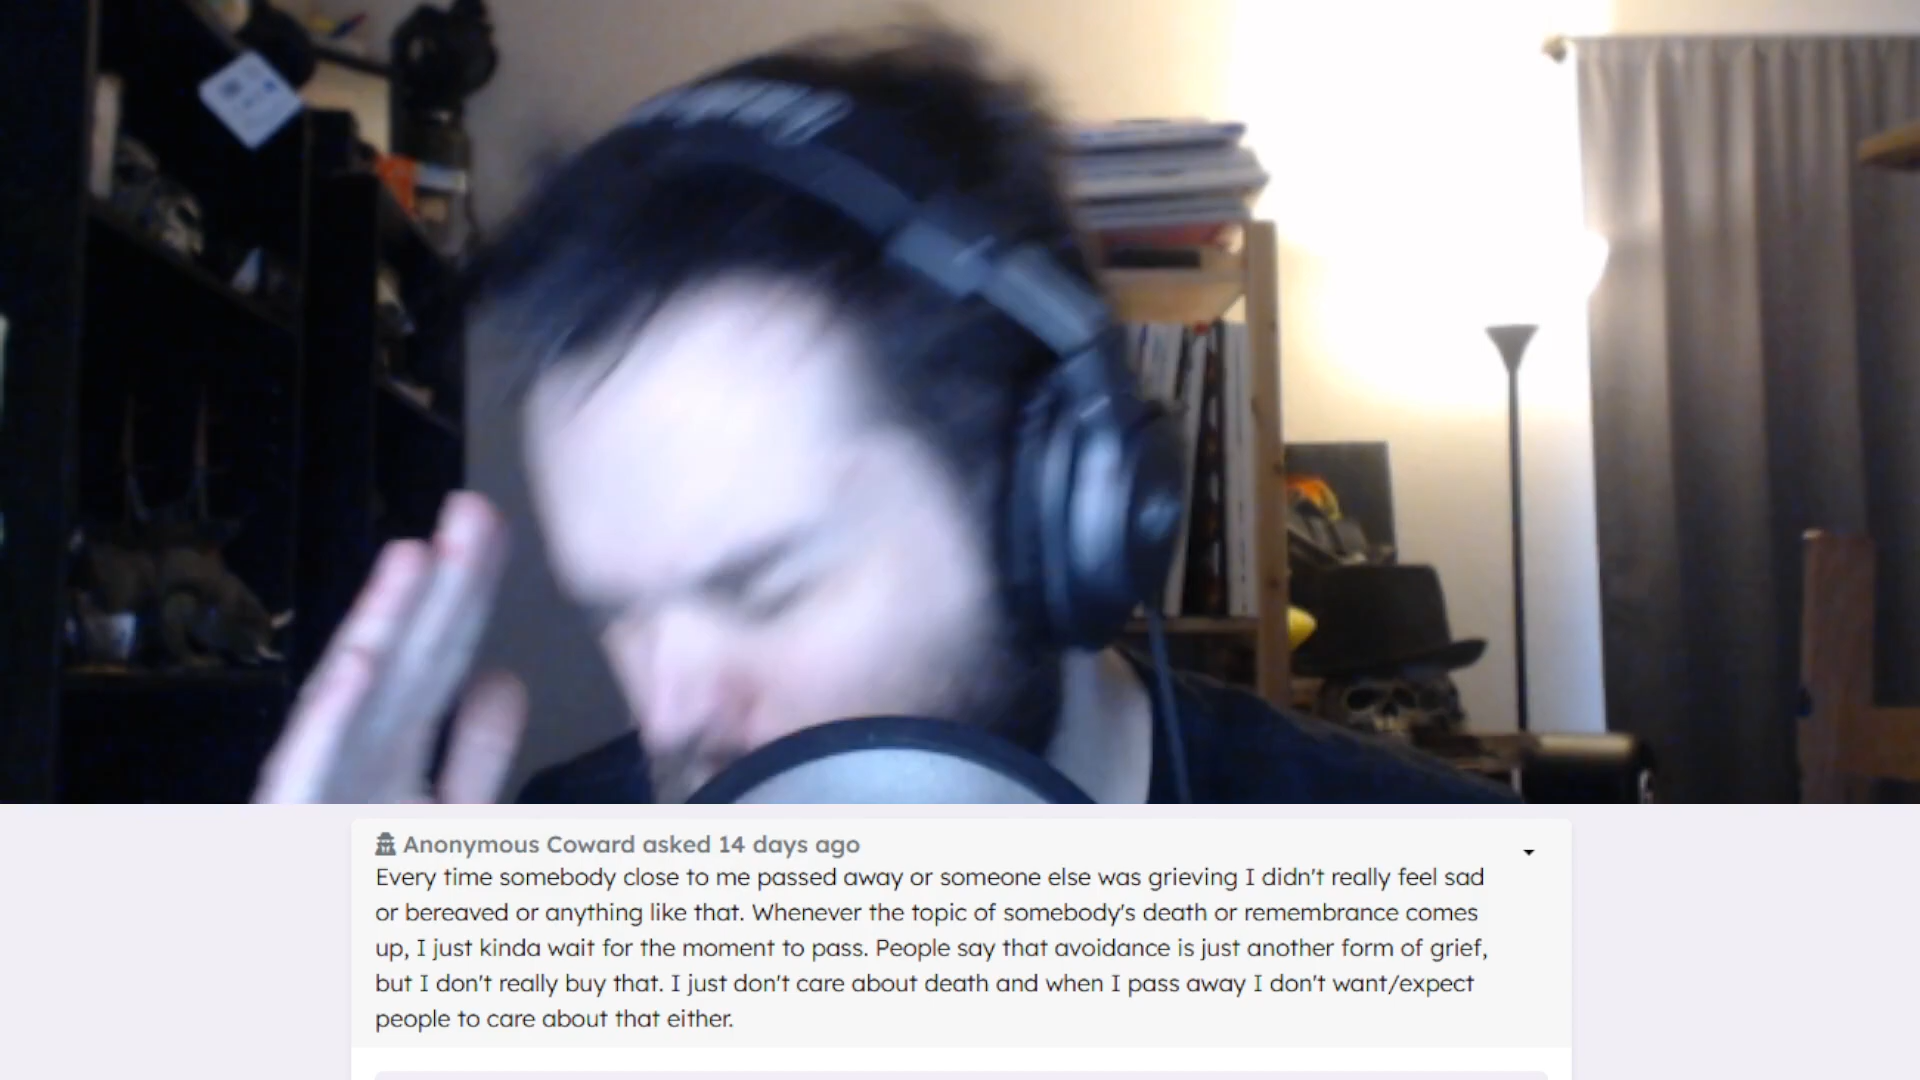 Anonymous Coward asked 14 days ago
Every time somebody close to me passed away or someone else was grieving I didn't really feel sad
or bereaved or anything like that. Whenever the topic of somebody's death or remembrance comes
up, I just kinda wait for the moment to pass. People say that avoidance is just another form of grief,
but I don't really buy that. I just don't care about death and when I pass away I don't want/expect
people to care about that either.